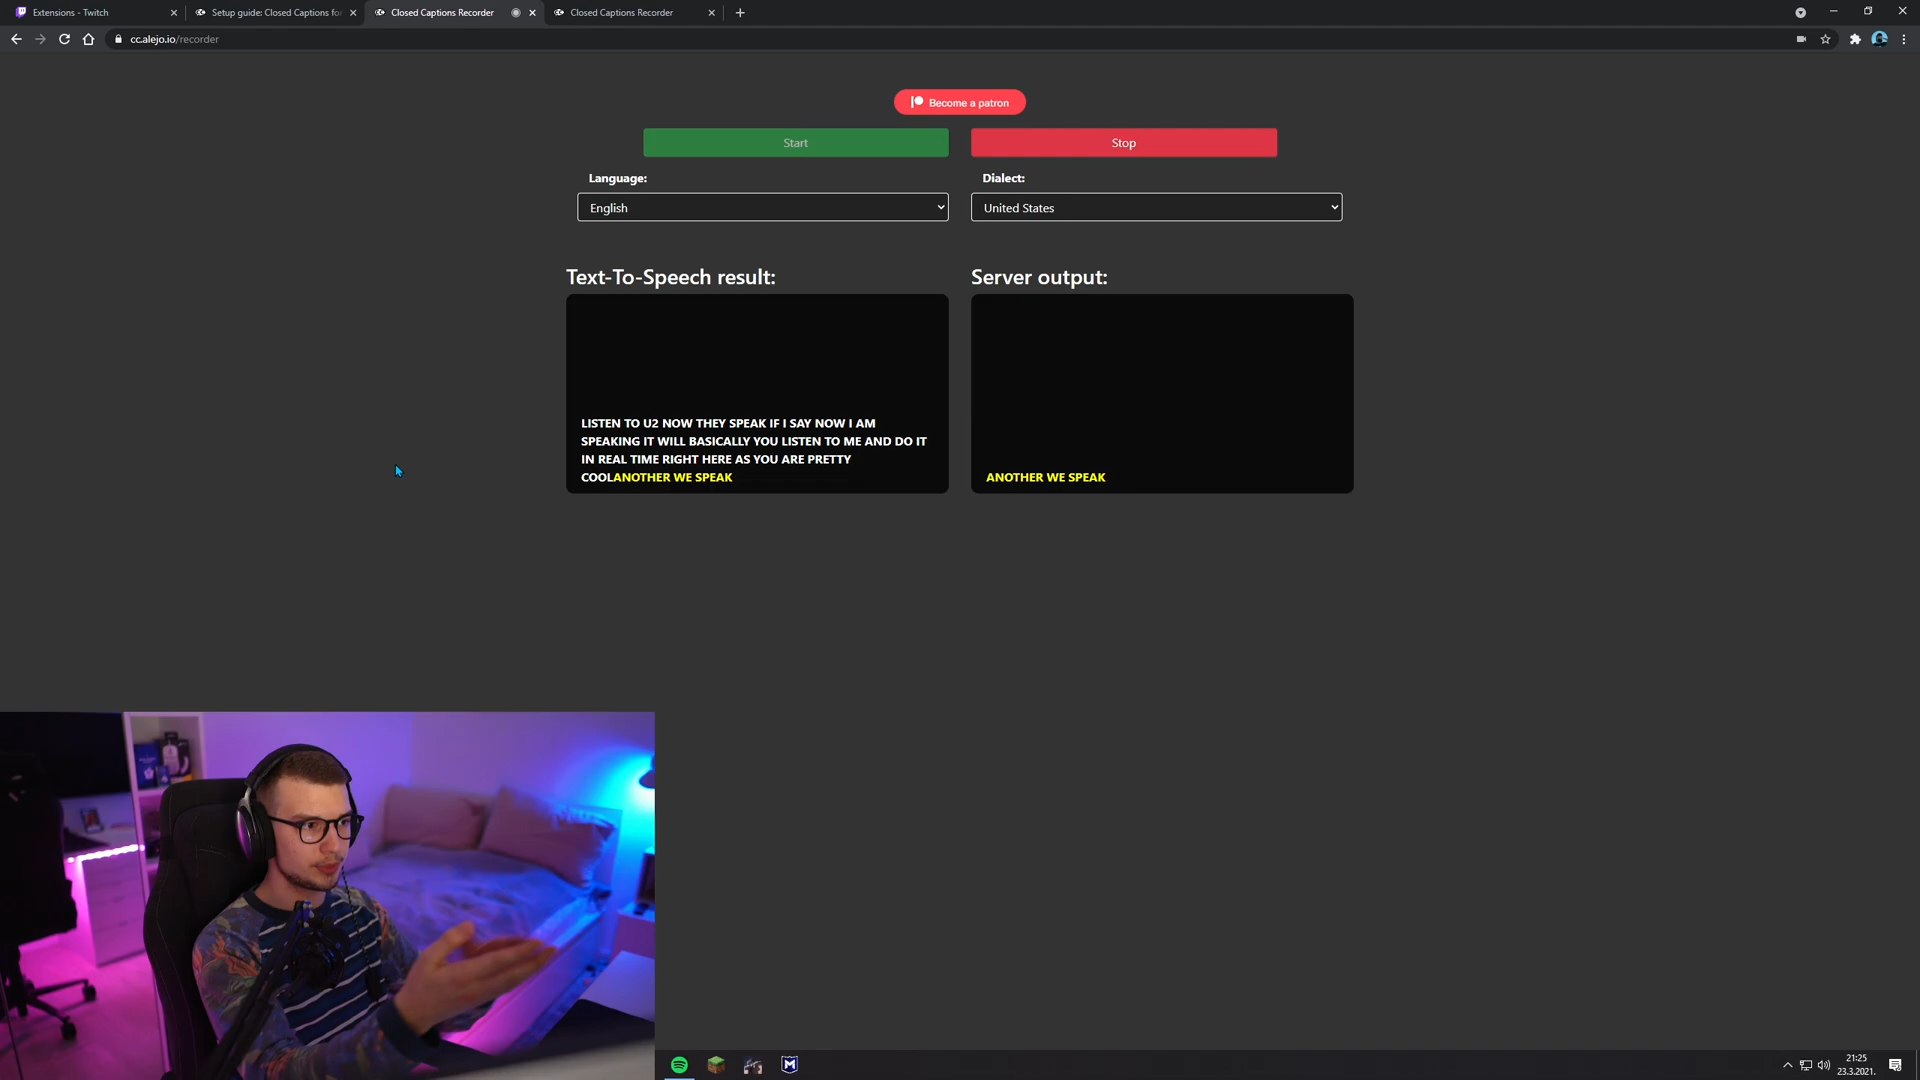 Extensions - Twitch
Setup guide: Closed Captions fo
Closed Captions Recorder
Closed Captions Recorder
cc.alejo.io/recorder
Become a patron
Start
Stop
Language:
Dialect:
English
United States
Text-To-Speech result:
Server output:
LISTEN TO U2 NOW THEY SPEAK IF I SAY NOW I AM
SPEAKING IT WILL BASICALLY YOU LISTEN TO ME AND DO IT
IN REAL TIME RIGHT HERE AS YOU ARE PRETTY
COOLANOTHER WE SPEAK
ANOTHER WE SPEAK
21:25
23.3.2021.